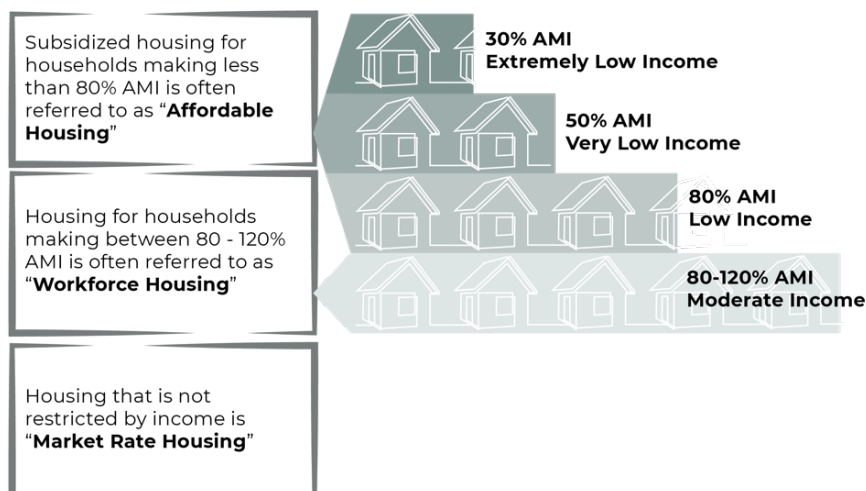 Subsidized housing for
households making less
than 80% AMI is often
referred to as “Affordable
Housing”
30% AMI
Extremely Low Income
50% AMI
Very Low Income
80% AMI
Low Income
Housing for households
making between 80 - 120%
AMI is often referred to as
“Workforce Housing”
80-120% AMI
Moderate Income
Housing that is not
restricted by income is
“Market Rate Housing”